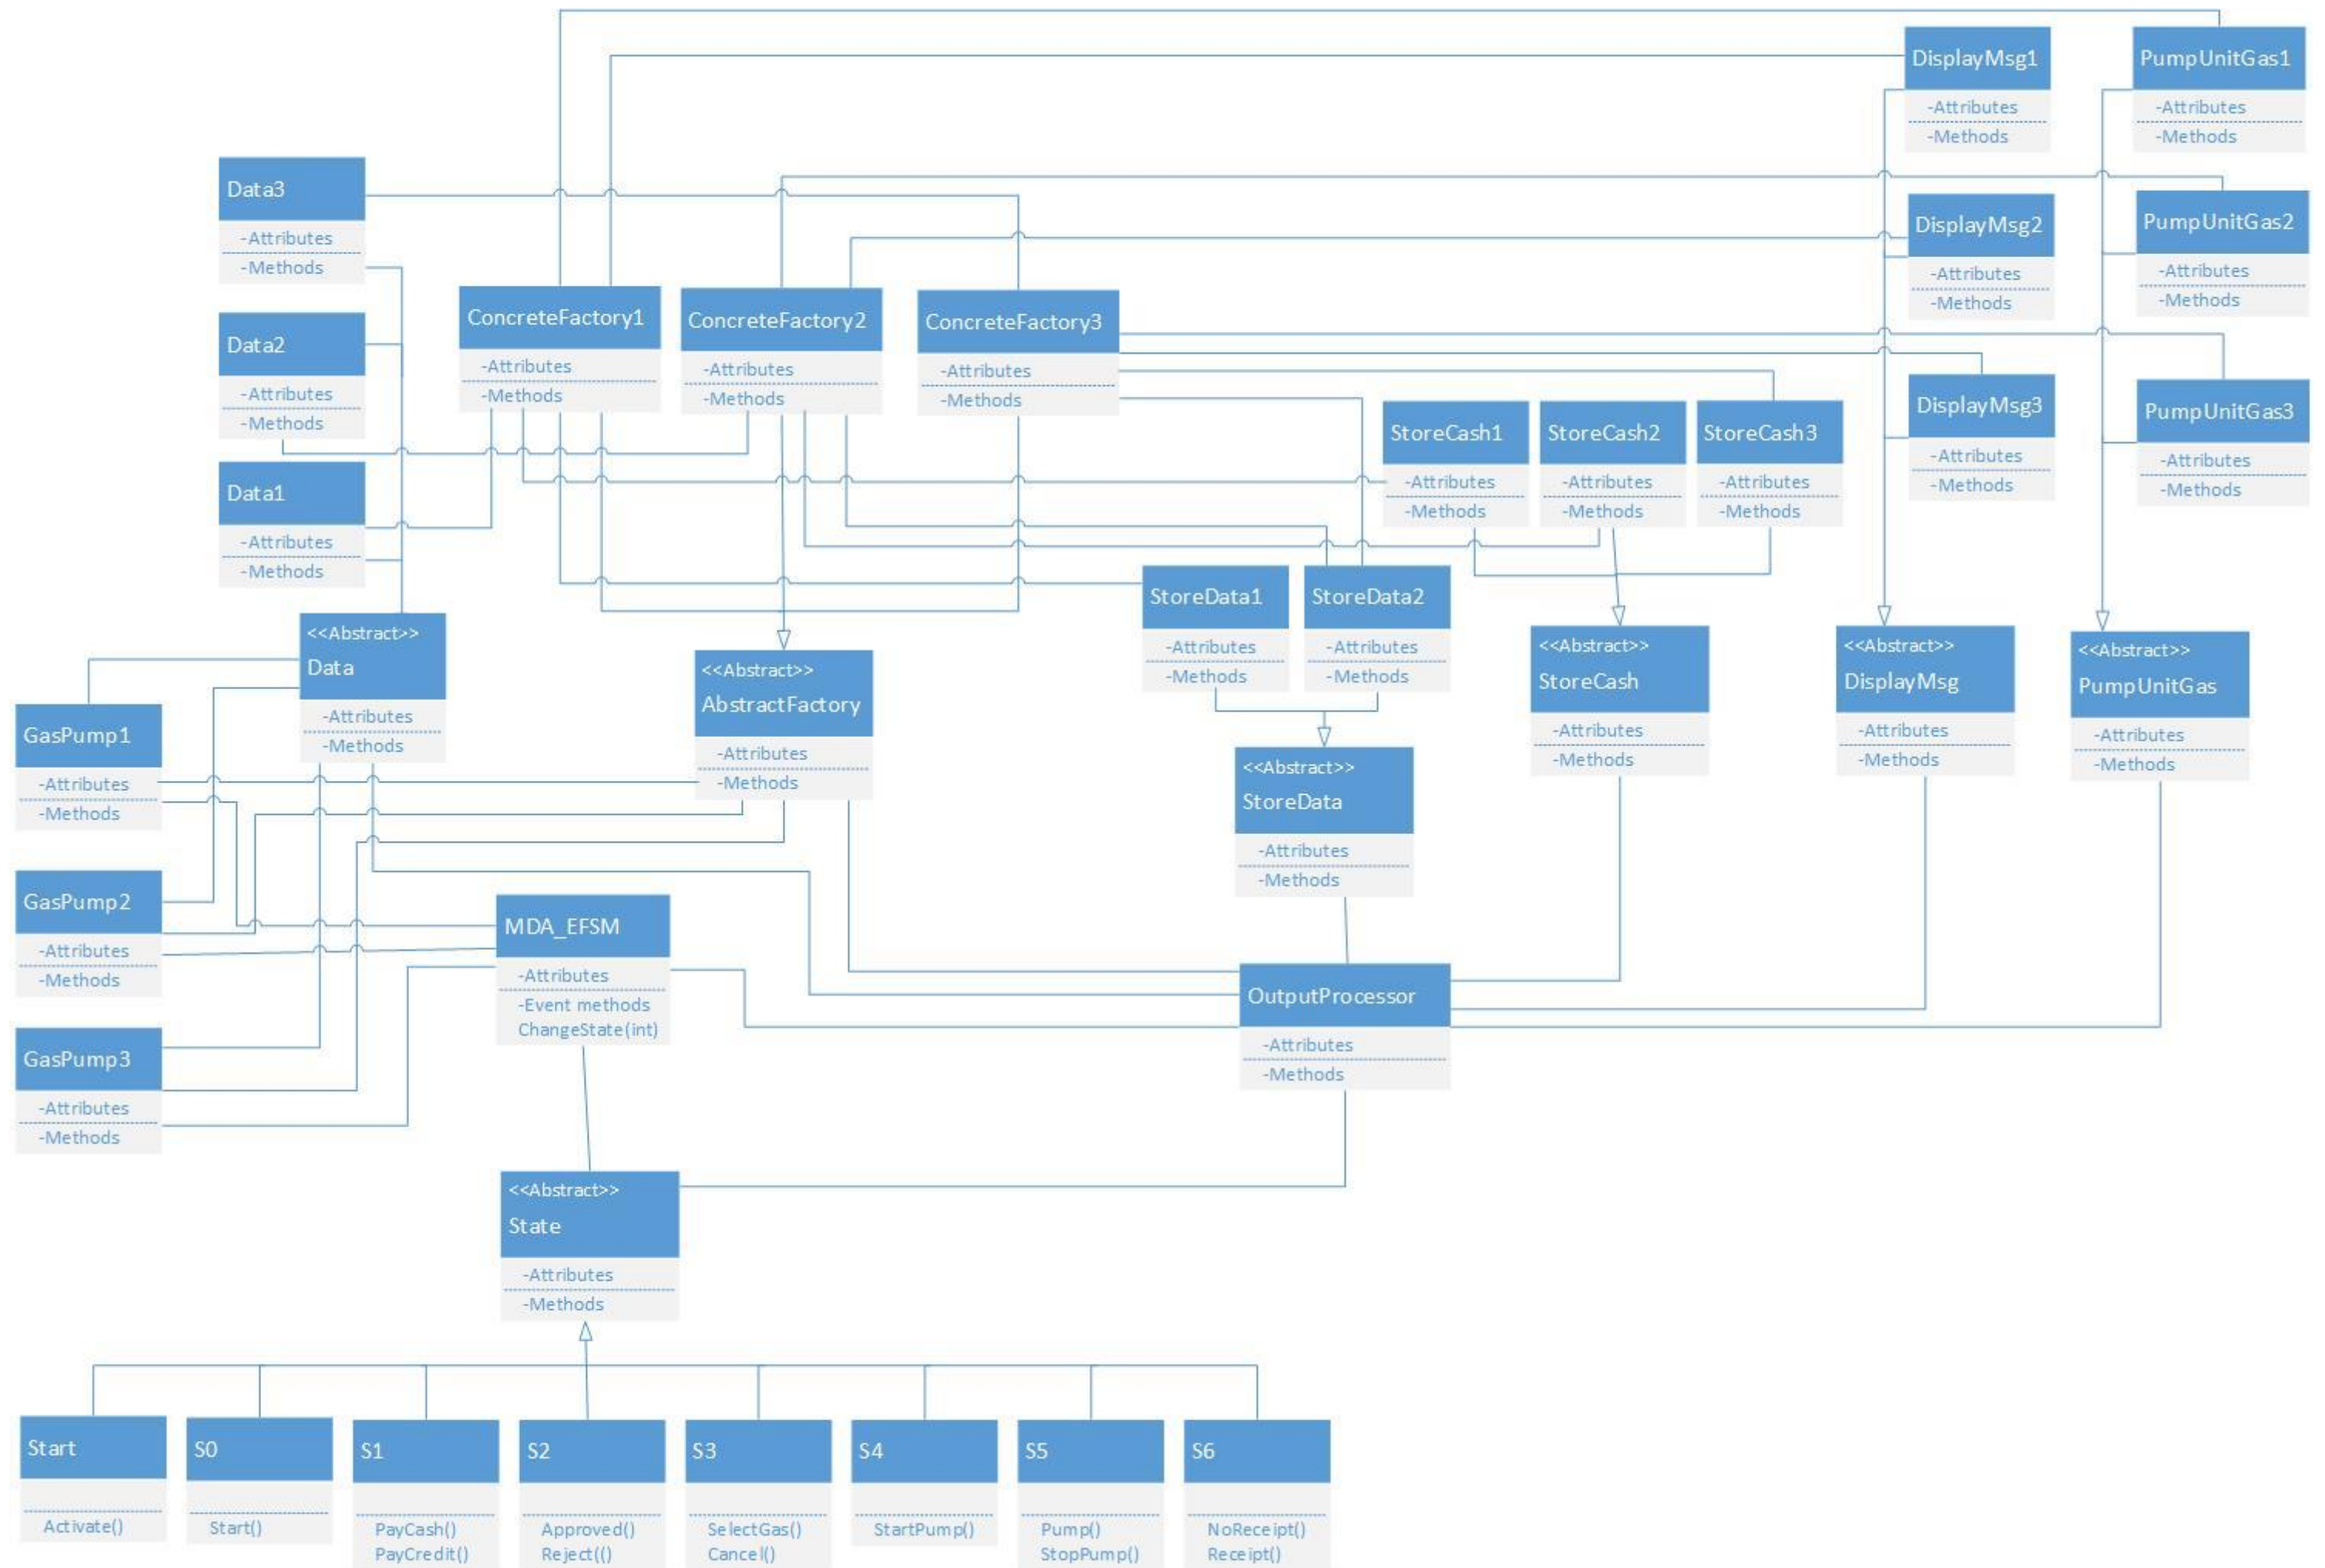 DisplayMsg1
-Attributes
-Methods
PumpUnitGas1
-Attributes
-Methods
Data3
-Attributes
-Methods
DisplayMsg2
-Attributes
-Methods
PumpUnitGas2
-Attributes
-Methods
Data2
-Attributes
-Methods
ConcreteFactory1
-Attributes
-Methods
ConcreteFactory2
-Attributes
-Methods
ConcreteFactory3
-Attributes
-Methods
DisplayMsg3
-Attributes
-Methods
PumpUnitGas3
-Attributes
-Methods
StoreCash1
-Attributes
-Methods
StoreCash2
-Attributes
-Methods
StoreCash3
-Attributes
-Methods
Data1
-Attributes
-Methods
StoreData1
-Attributes
-Methods
StoreData2
-Attributes
-Methods
<<Abstract>>
Data
-Attributes
-Methods
<<Abstract>>
AbstractFactory
-Attributes
-Methods
<<Abstract>>
StoreCash
-Attributes
-Methods
<<Abstract>>
DisplayMsg
-Attributes
-Methods
<<Abstract>>
PumpUnitGas
-Attributes
-Methods
GasPump1
-Attributes
-Methods
<<Abstract>>
StoreData
-Attributes
-Methods
GasPump2
-Attributes
-Methods
MDA_EFSM
-Attributes
-Event methods
ChangeState(int)
OutputProcessor
-Attributes
-Methods
GasPump3
-Attributes
-Methods
<<Abstract>>
State
-Attributes
-Methods
Start
Activate()
S0
Start()
S1
PayCash()
PayCredit()
S2
Approved()
Reject(()
S3
SelectGas()
Cancel()
S4
StartPump()
S5
Pump()
StopPump()
S6
NoReceipt()
Receipt()